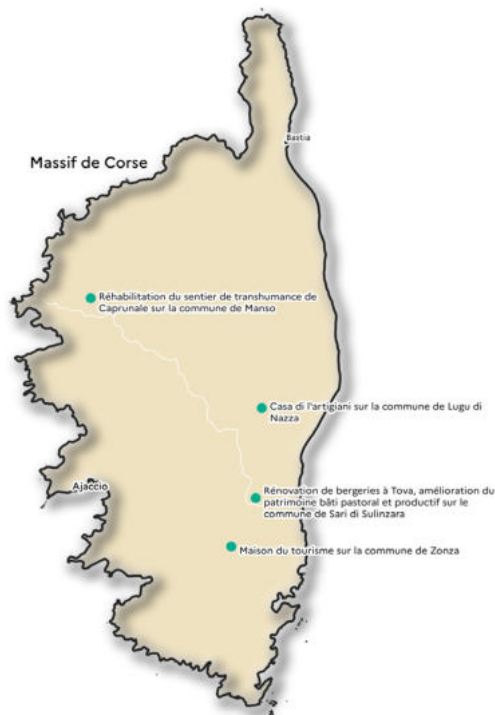 Bastia
Massif de Corse
Réhabilitation du sentier de transhumance de
Caprunale sur la commune de Manso
Casa di l'artigiani sur la commune de Lugu di
Nazza
Ajaccio
Rénovation de bergeries à Tova, amélioration du
patrimoine bâti pastoral et productif sur le
commune de Sari di Sulinzara
Maison du tourisme sur la commune de Zonza